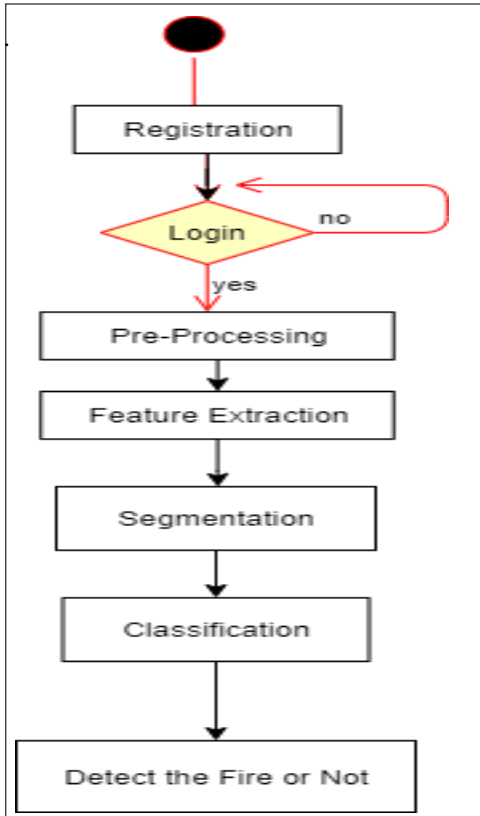 Registration
no
Login
yes
Pre-Processing
Feature Extraction
Segmentation
Classification
Detect the Fire or Not